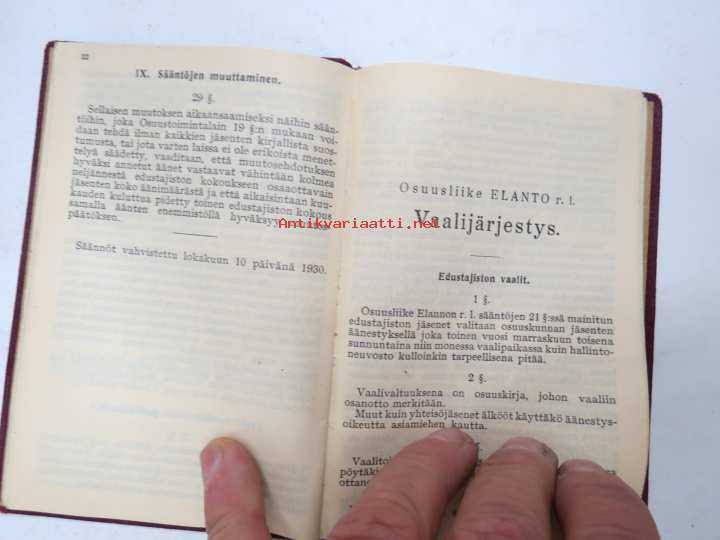 22
IX. Sääntöjen muuttaminen.
29 §.
Sellaisen muutoksen aikaansaamiseksi näihin sään-
töihin, joka Osuustoimintalain 19 §:n mukaan voi-
daan tehdä ilman kaikkien jäsenten kirjallista suos-
tumusta, tai jota varten laissa ei ole erikoista menet-
telyä säädetty, vaaditaan, että muutosehdotuksen
hyväksi annetut äänet vastaavat vähintään kolmea
neljännestä edustajiston kokoukseen osaaottavain
jäsenten koko äänimäärästä ja että aikaisintaan kuu-
kauden kuluttua pidetty toinen edustajiston kokous
samalla äänten enemmistöllä hyväksyy
päätöksen.
Säännöt vahvistettu lokakuun 10 päivänä 1930.
Antikvariaatti.net
Osuusliike ELANTO r. l.
Vaalijärjestys.
Edustajiston vaalit.
1 §.
Osuusliike Elannon r. l. sääntöjen 21 §:ssä mainitun
edustajiston jäsenet valitaan osuuskunnan jäsenten
äänestyksellä joka toinen vuosi marraskuun toisena
sunnuntaina niin monessa vaalipaikassa kuin hallinto-
neuvosto kulloinkin tarpeellisena pitää.
2 §.
Vaalivaltuuksena on osuuskirja, johon vaaliin
osanotto merkitään.
Muut kuin yhteisöjäsenet älkööt käyttäkö äänestys-
oikeutta asiamiehen kautta.
§.